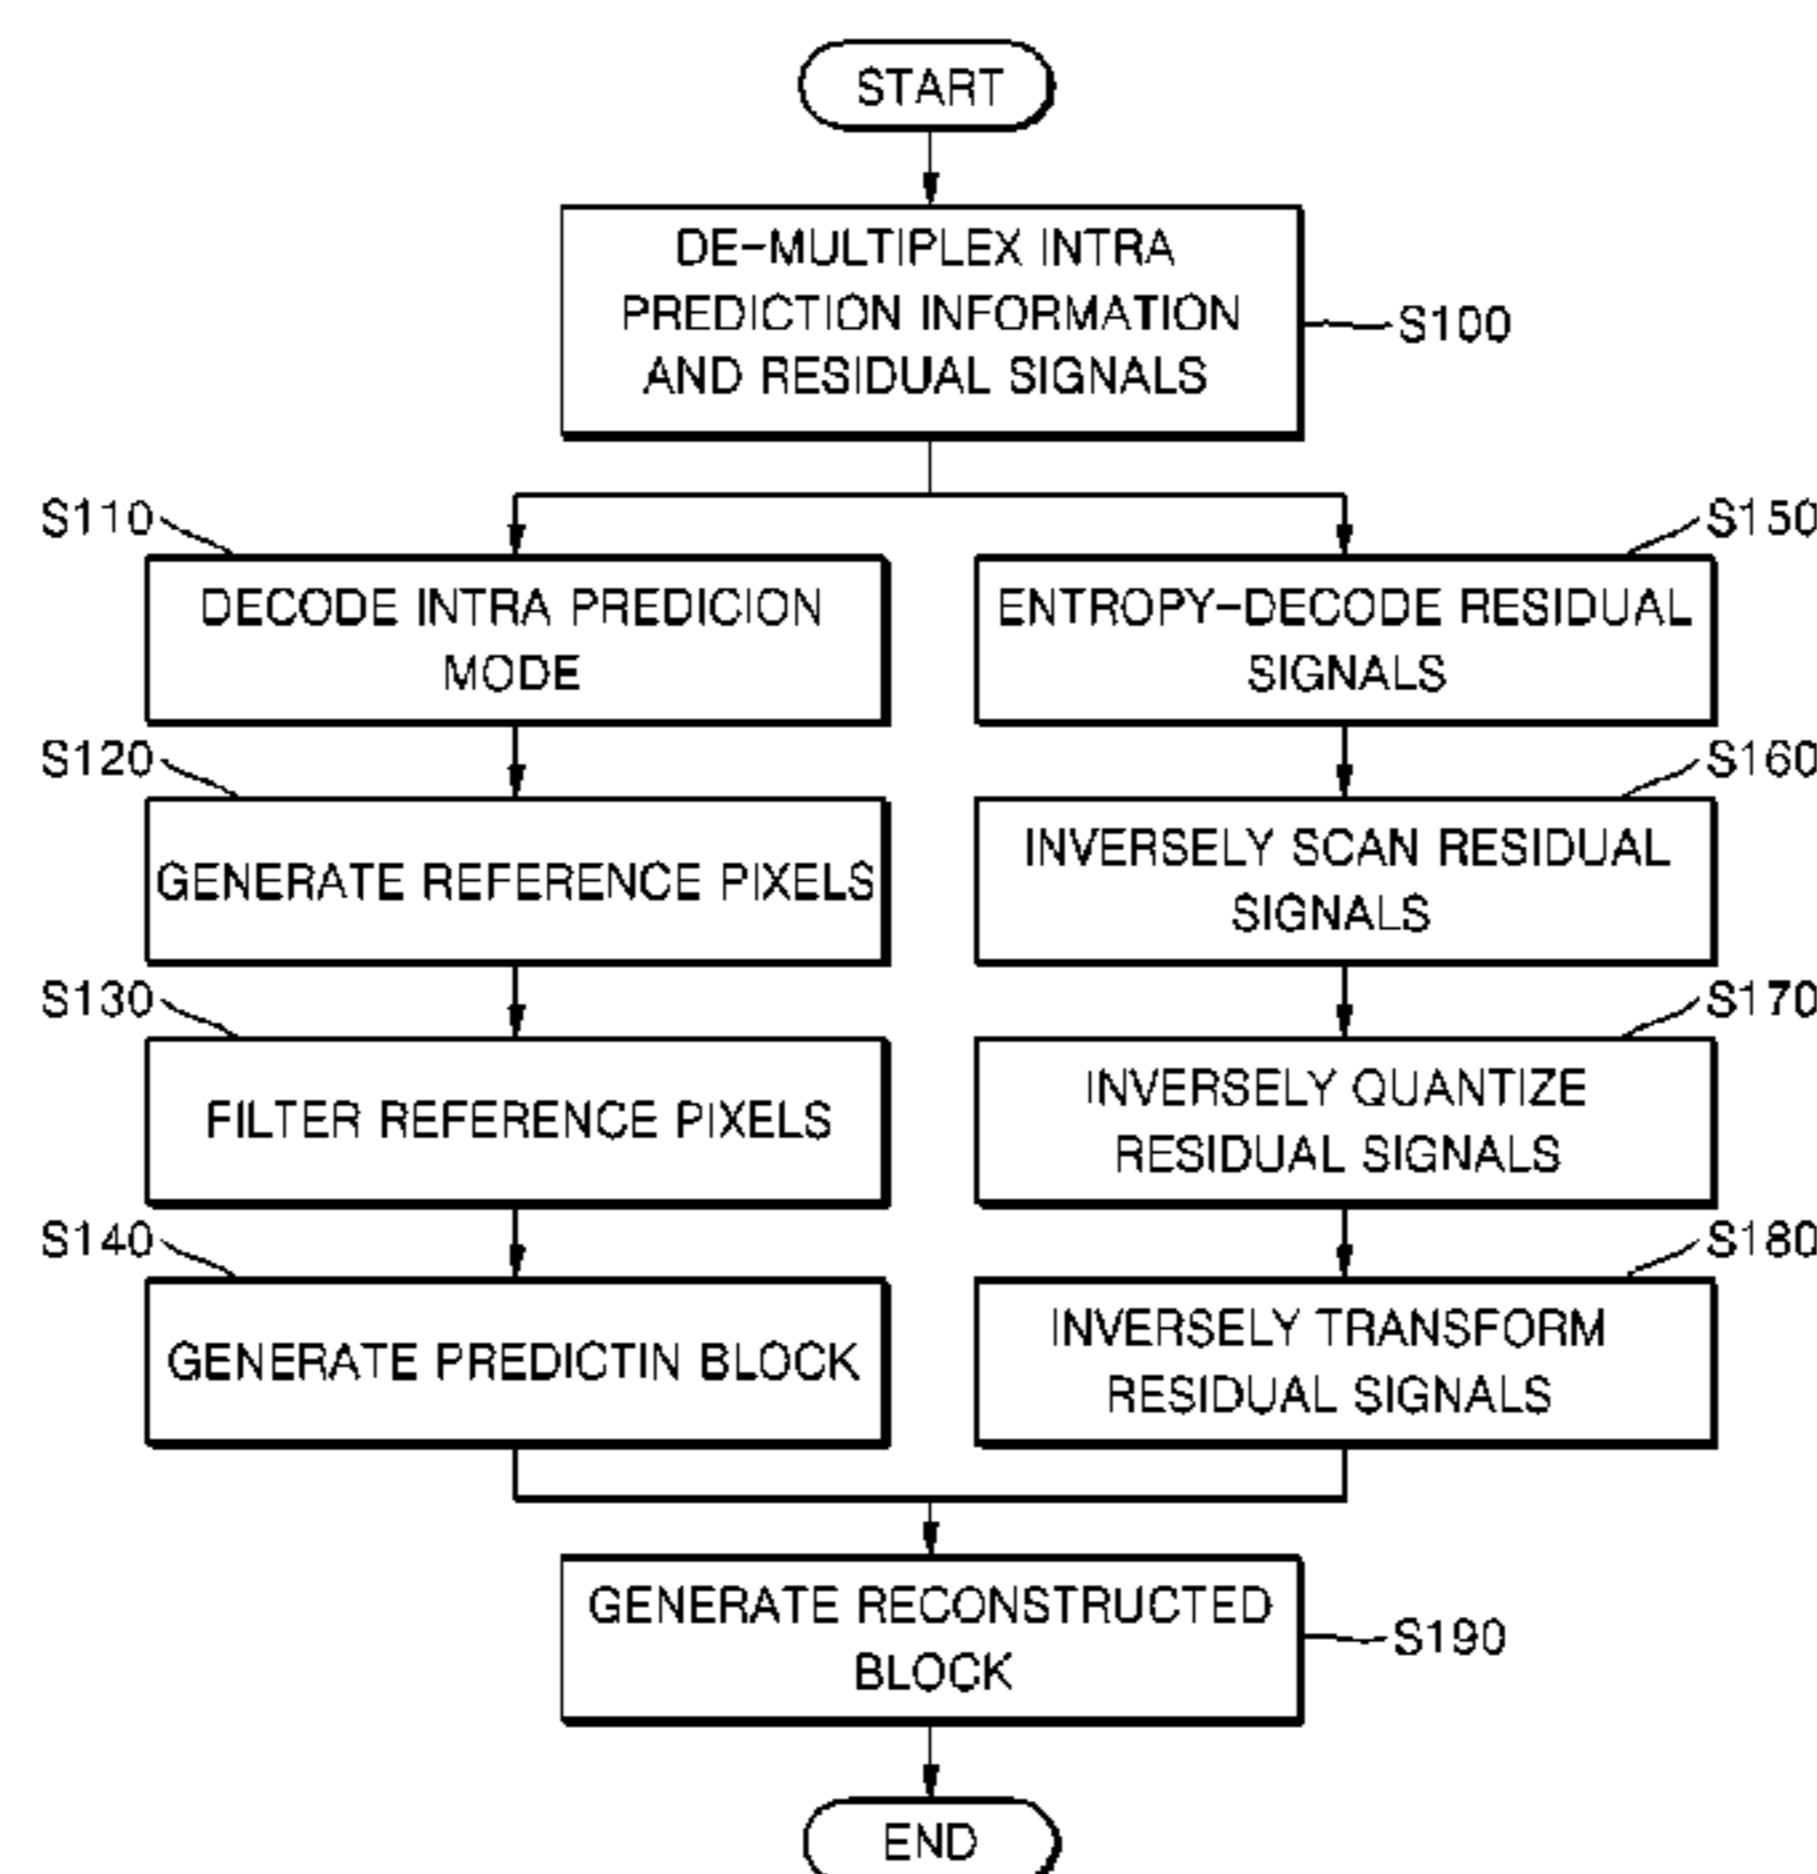 START
DE-MULTIPLEX INTRA
PREDICTION INFORMATION
AND RESIDUAL SIGNALS
S100
S110
DECODE INTRA PREDICION
MODE
S120
GENERATE REFERENCE PIXELS
S130
FILTER REFERENCE PIXELS
S140
GENERATE PREDICTIN BLOCK
S150
ENTROPY-DECODE RESIDUAL
SIGNALS
S160
INVERSELY SCAN RESIDUAL
SIGNALS
S170
INVERSELY QUANTIZE
RESIDUAL SIGNALS
S180
INVERSELY TRANSFORM
RESIDUAL SIGNALS
GENERATE RECONSTRUCTED
BLOCK
S190
END